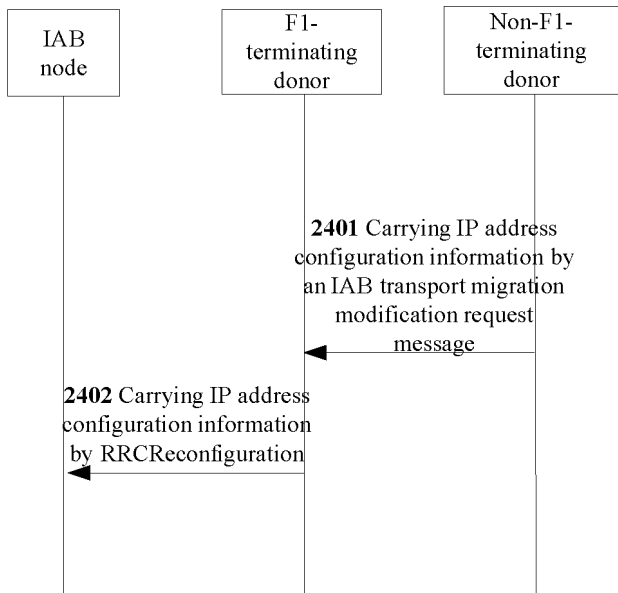 IAB
node
F1-
terminating
donor
Non-F1-
terminating
donor
2401 Carrying IP address
configuration information by
an IAB transport migration
modification request
message
2402 Carrying IP address
configuration information
by RRCReconfiguration